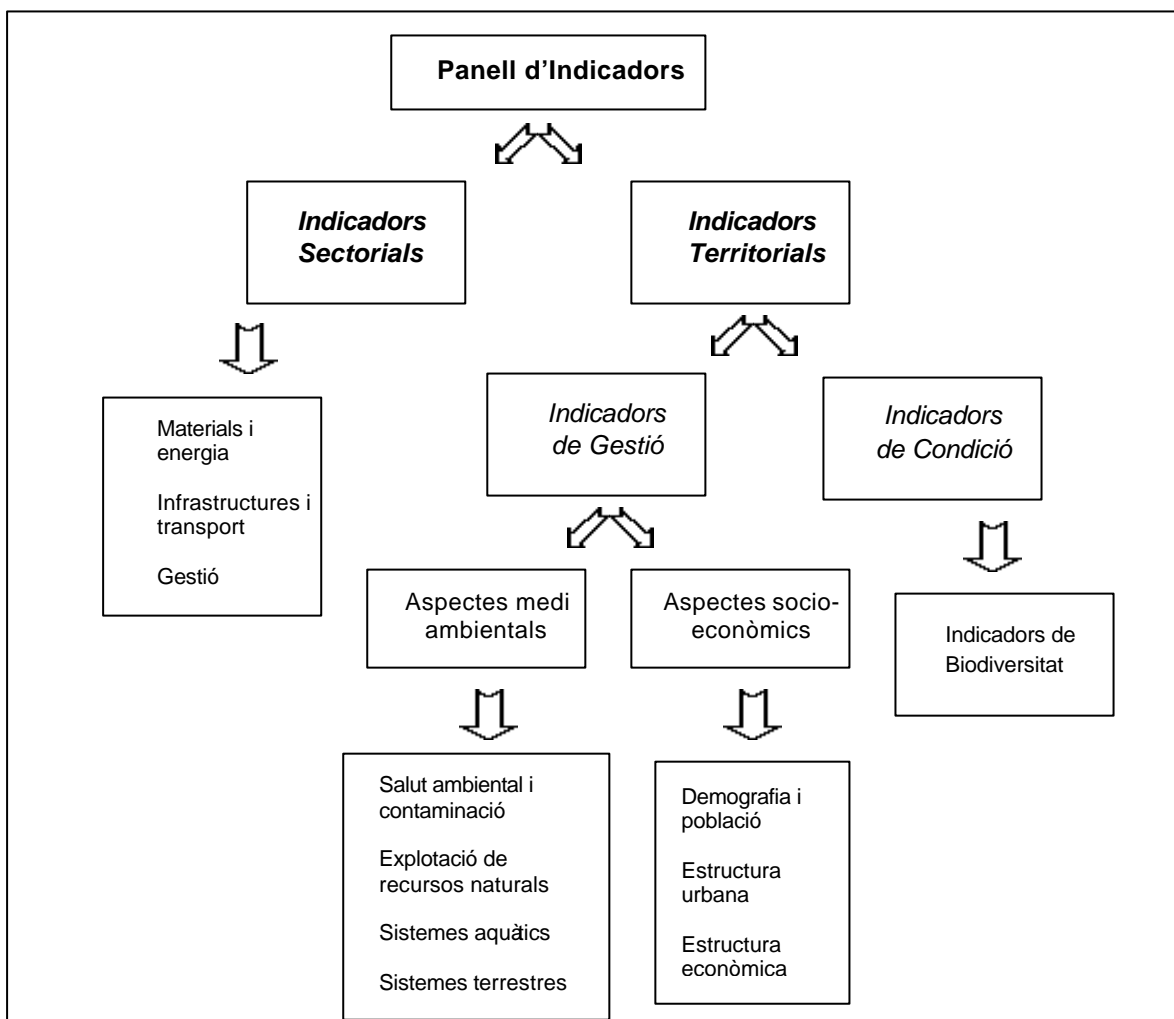 Panell d'Indicadors
Indicadors
Sectorials
Indicadors
Territorials
Materials i
energia
Infrastructures i
transport
Gestió
Indicadors
de Gestió
Indicadors
de Condició
Aspectes medi
ambientals
Aspectes socio-
econòmics
Indicadors de
Biodiversitat
Salut ambiental i
contaminació
Explotació de
recursos naturals
Sistemes aquàtics
Sistemes terrestres
Demografia i
població
Estructura
urbana
Estructura
econòmica